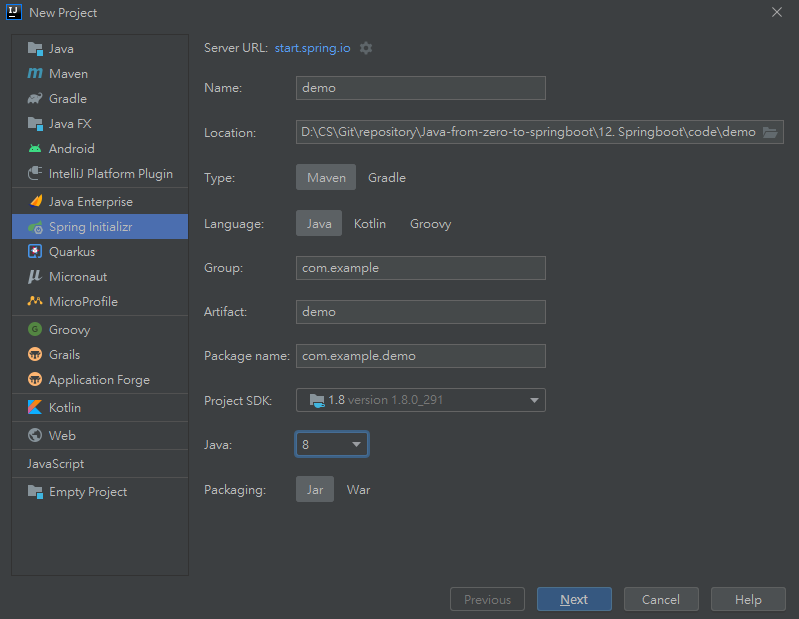 New Project
Java
Maven
Gradle
Java FX
Android
IntelliJ Platform Plugin
Java Enterprise
Spring Initializr
Quarkus
Micronaut
MicroProfile
Groovy
Grails
Application Forge
Kotlin
Web
JavaScript
Empty Project
Server URL: start.spring.io
Name: demo
Location: D:\CS\Git\repository\Java-from-zero-to-springboot\12. Springboot\code\demo
Type: Maven Gradle
Language: Java Kotlin Groovy
Group: com.example
Artifact: demo
Package name: com.example.demo
Project SDK: 1.8 version 1.8.0_291
Java: 8
Packaging: Jar War
Previous Next Cancel Help